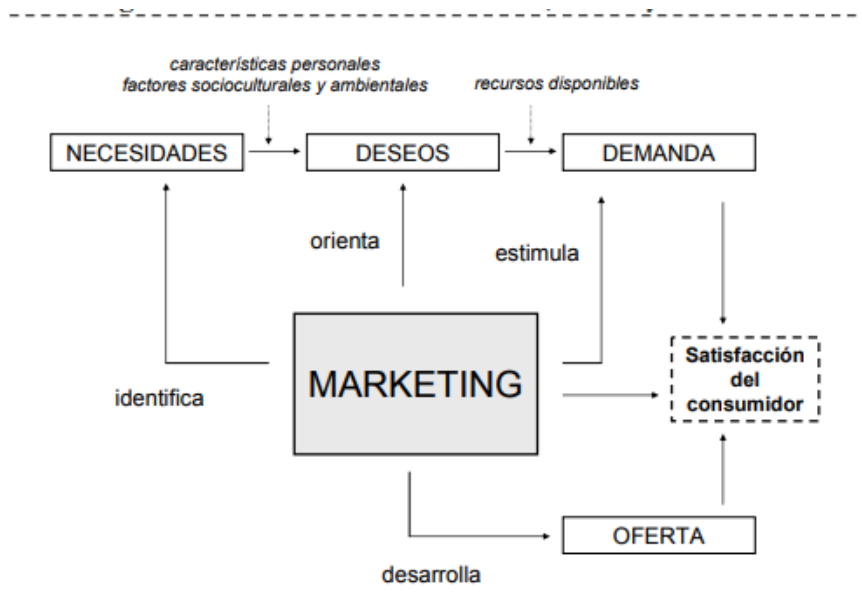 características personales
factores socioculturales y ambientales
recursos disponibles
NECESIDADES
DESEOS
DEMANDA
orienta
estimula
MARKETING
Satisfacción
del
consumidor
identifica
OFERTA
desarrolla